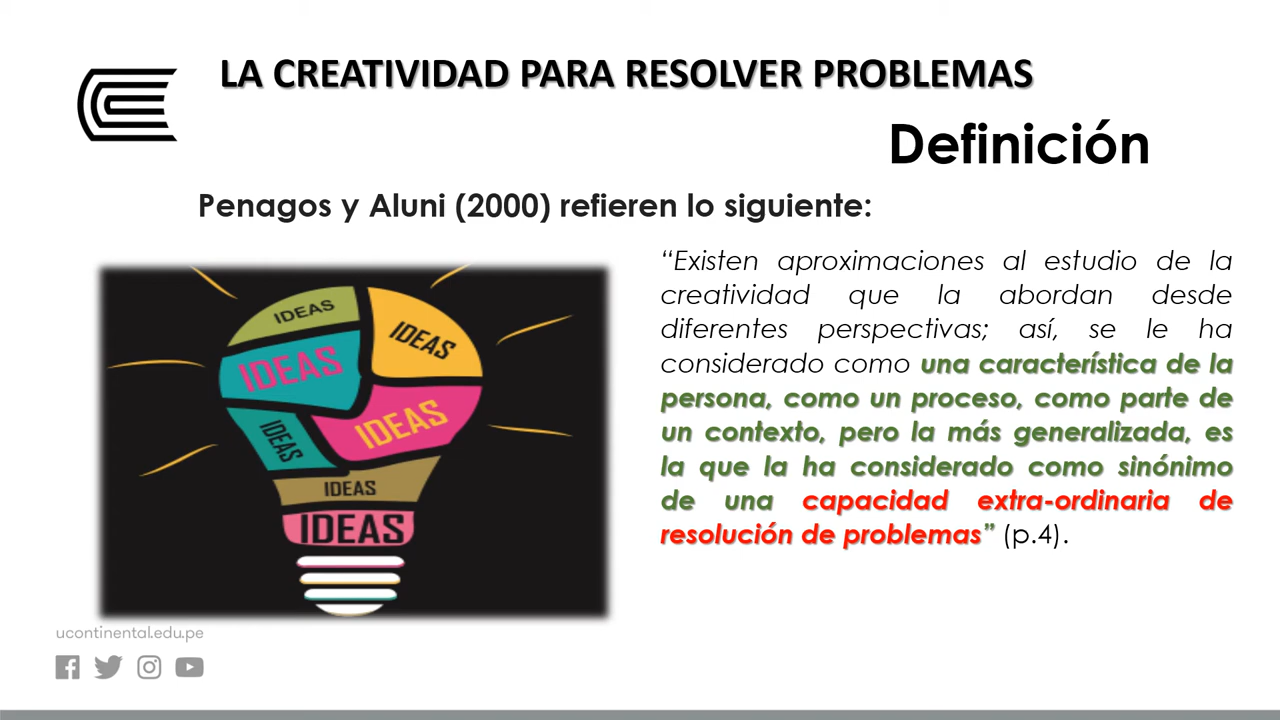 LA CREATIVIDAD PARA RESOLVER PROBLEMAS
Definición
Penagos y Aluni (2000) refieren lo siguiente:
“Existen aproximaciones al estudio de la
creatividad que la abordan desde
diferentes perspectivas; así, se le ha
considerado como una característica de la
persona, como un proceso, como parte de
un contexto, pero la más generalizada, es
la que la ha considerado como sinónimo
de una capacidad extra-ordinaria de
resolución de problemas” (p.4).
IDEAS
IDEAS
IDEAS
IDEAS
IDEAS
IDEAS
IDEAS
ucontinental.edu.pe